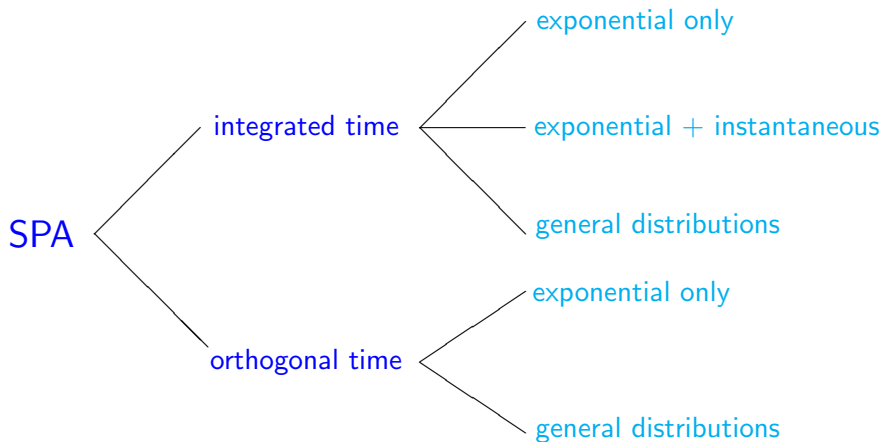 SPA
integrated time
exponential only
exponential + instantaneous
general distributions
orthogonal time
exponential only
general distributions